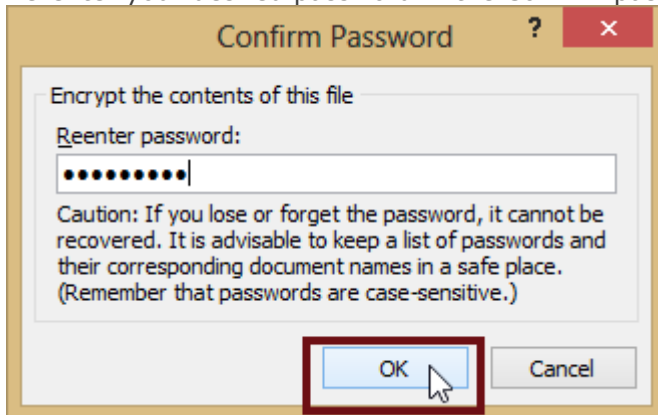 Confirm Password ? ×
Encrypt the contents of this file
Reenter password:
•••••••••
Caution: If you lose or forget the password, it cannot be
recovered. It is advisable to keep a list of passwords and
their corresponding document names in a safe place.
(Remember that passwords are case-sensitive.)
OK Cancel